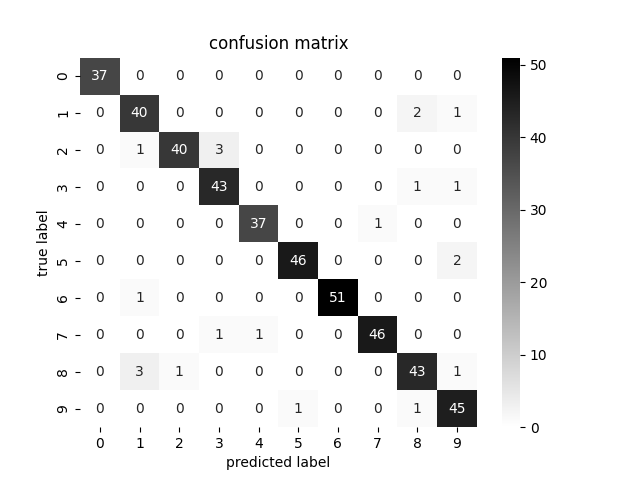 confusion matrix
0 37 0 0 0 0 0 0 0 0 0
1 0 40 0 0 0 0 0 0 2 1
2 0 1 40 3 0 0 0 0 0 0
3 0 0 0 43 0 0 0 0 1 1
4 0 0 0 0 37 0 0 1 0 0
5 0 0 0 0 0 46 0 0 0 2
6 0 1 0 0 0 0 51 0 0 0
7 0 0 0 1 1 0 0 46 0 0
8 0 3 1 0 0 0 0 0 43 1
9 0 0 0 0 0 1 0 0 1 45
0 1 2 3 4 5 6 7 8 9
predicted label
true label
50
40
30
20
10
0